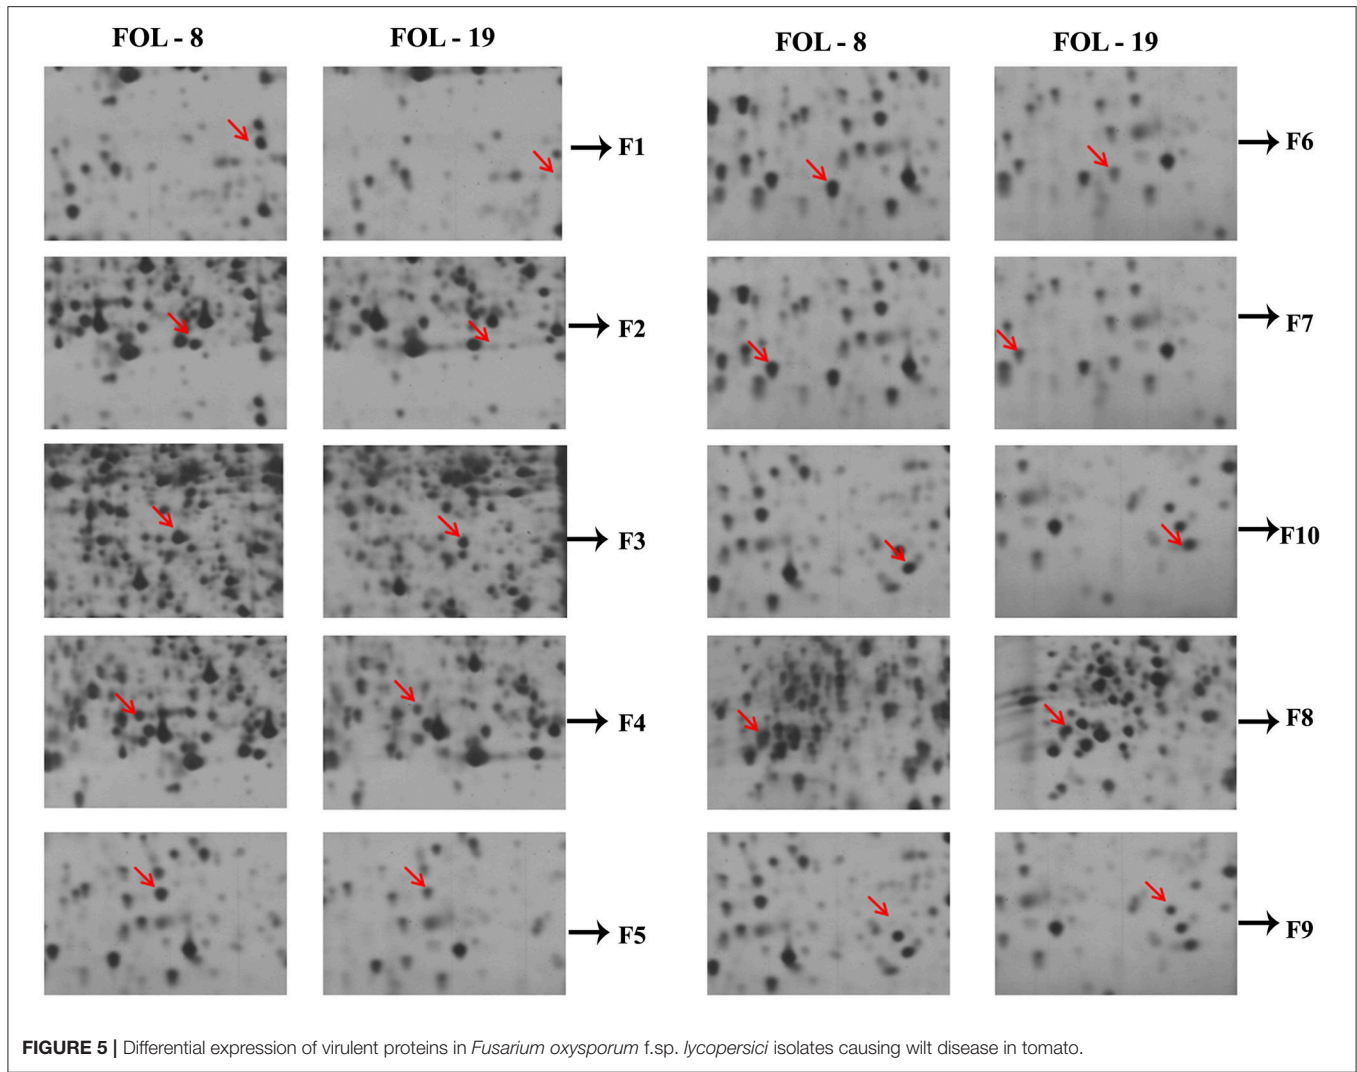 FOL - 8
FOL - 19
FOL - 8
FOL - 19
F1
F2
F3
F4
F5
F6
F7
F10
F8
F9
FIGURE 5 | Differential expression of virulent proteins in Fusarium oxysporum f.sp. lycopersici isolates causing wilt disease in tomato.